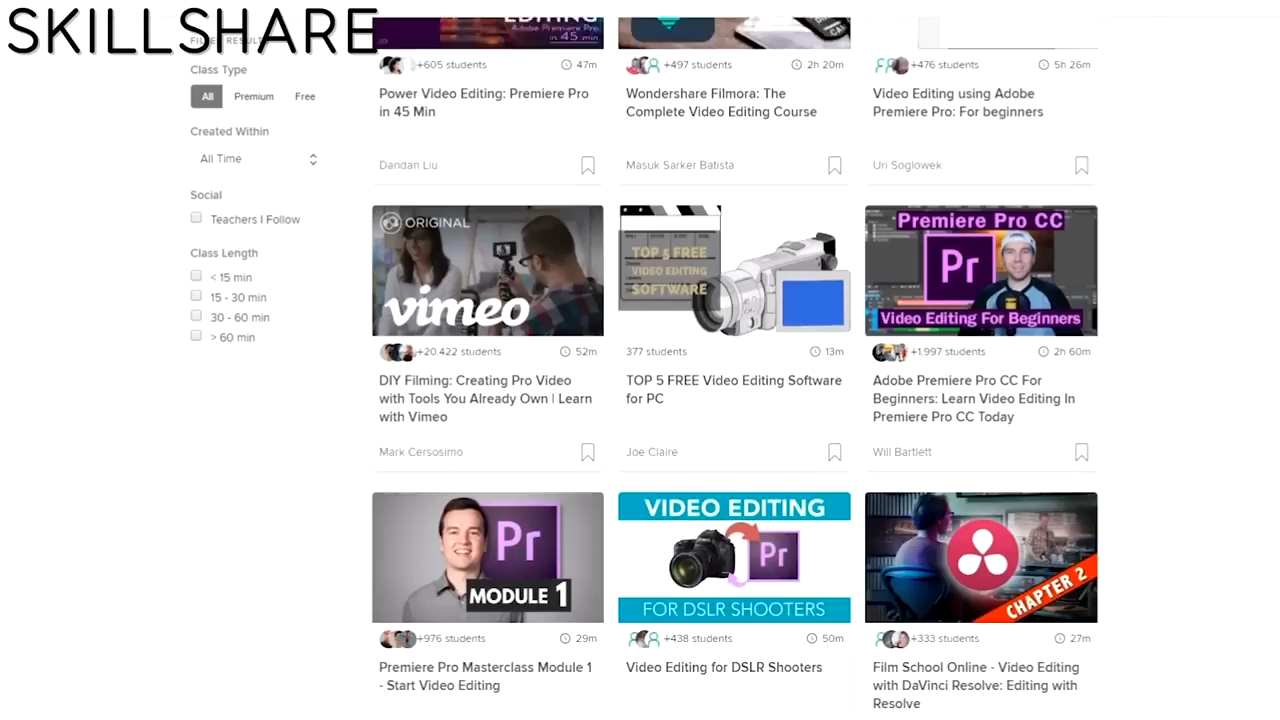 SKILLSHARE
Class Type
All Premium Free
Created Within
All Time
Social
Teachers I Follow
Class Length
< 15 min
15 - 30 min
30 - 60 min
> 60 min
EDITING
Adobe Premiere Pro
in 45 Min
+605 students 47m
Power Video Editing: Premiere Pro
in 45 Min
Dandan Liu
+497 students 2h 20m
Wondershare Filmora: The
Complete Video Editing Course
Masuk Sarker Batista
+476 students 5h 26m
Video Editing using Adobe
Premiere Pro: For beginners
Uri Soglowek
ORIGINAL
vimeo
+20,422 students 52m
DIY Filming: Creating Pro Video
with Tools You Already Own | Learn
with Vimeo
Mark Cersosimo
TOP 5 FREE
VIDEO EDITING
SOFTWARE
377 students 13m
TOP 5 FREE Video Editing Software
for PC
Joe Claire
Premiere Pro CC
Pr
Video Editing For Beginners
+1,997 students 2h 60m
Adobe Premiere Pro CC For
Beginners: Learn Video Editing In
Premiere Pro CC Today
Will Bartlett
Pr
MODULE 1
+976 students 29m
Premiere Pro Masterclass Module 1
- Start Video Editing
VIDEO EDITING
Pr
FOR DSLR SHOOTERS
+438 students 50m
Video Editing for DSLR Shooters
CHAPTER 2
+333 students 27m
Film School Online - Video Editing
with DaVinci Resolve: Editing with
Resolve